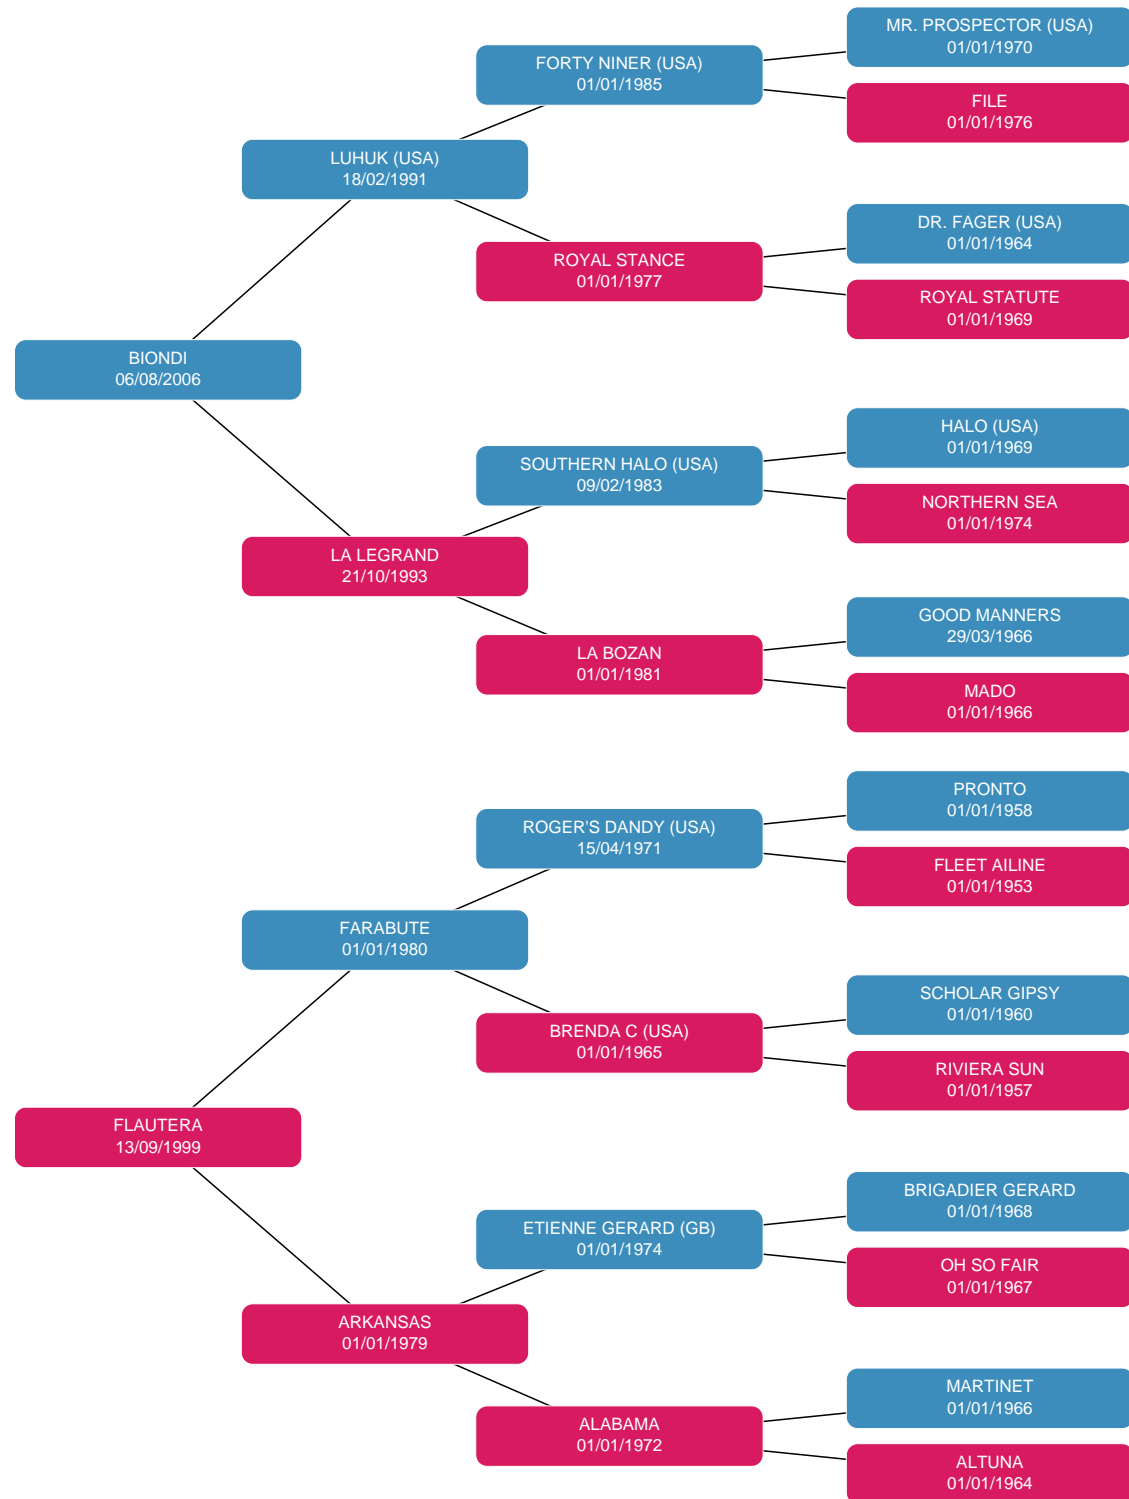 MR. PROSPECTOR (USA)
01/01/1970
FORTY NINER (USA)
01/01/1985
FILE
01/01/1976
LUHUK (USA)
18/02/1991
DR. FAGER (USA)
01/01/1964
ROYAL STANCE
01/01/1977
ROYAL STATUTE
01/01/1969
BIONDI
06/08/2006
HALO (USA)
01/01/1969
SOUTHERN HALO (USA)
09/02/1983
NORTHERN SEA
01/01/1974
LA LEGRAND
21/10/1993
GOOD MANNERS
29/03/1966
LA BOZAN
01/01/1981
MADO
01/01/1966
PRONTO
01/01/1958
ROGER'S DANDY (USA)
15/04/1971
FLEET AILINE
01/01/1953
FARABUTE
01/01/1980
SCHOLAR GIPSY
01/01/1960
BRENDA C (USA)
01/01/1965
RIVIERA SUN
01/01/1957
FLAUTERA
13/09/1999
BRIGADIER GERARD
01/01/1968
ETIENNE GERARD (GB)
01/01/1974
OH SO FAIR
01/01/1967
ARKANSAS
01/01/1979
MARTINET
01/01/1966
ALABAMA
01/01/1972
ALTUNA
01/01/1964